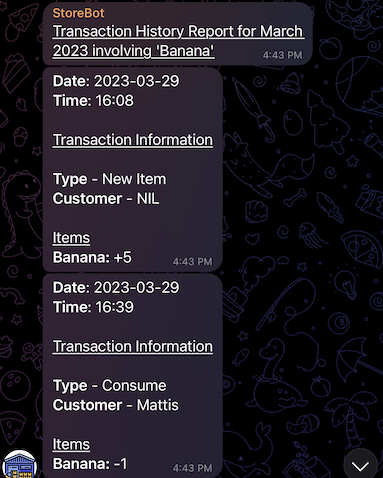 StoreBot
Transaction History Report for March
2023 involving 'Banana'
4:43 PM
Date: 2023-03-29
Time: 16:08
Transaction Information
Type - New Item
Customer - NIL
Items
Banana: +5
4:43 PM
Date: 2023-03-29
Time: 16:39
Transaction Information
Type - Consume
Customer - Mattis
Items
Banana: -1
4:43 PM